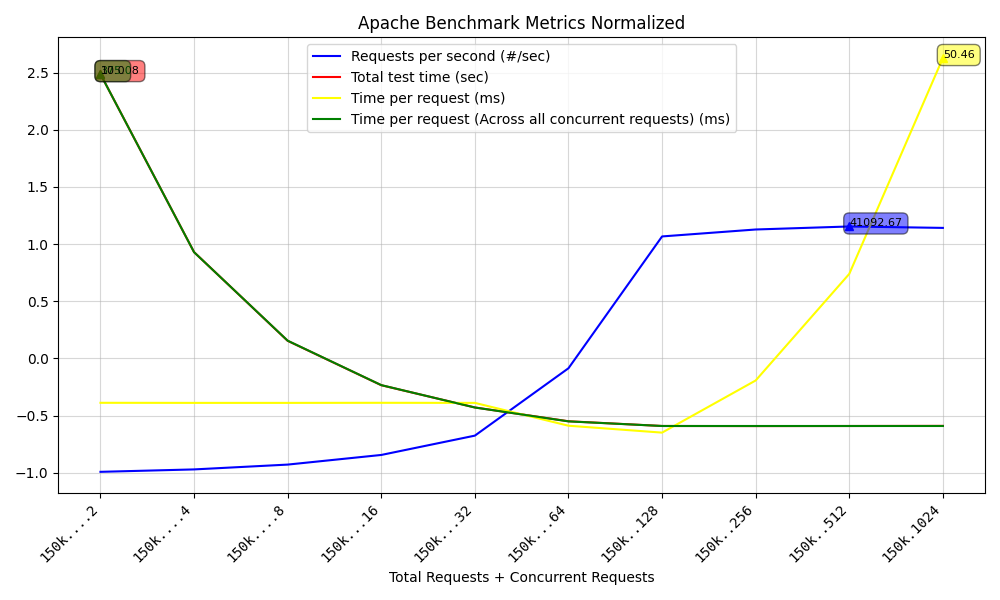 Apache Benchmark Metrics Normalized
Requests per second (#/sec)
Total test time (sec)
Time per request (ms)
Time per request (Across all concurrent requests) (ms)
50.46
41092.67
2.5
2.0
1.5
1.0
0.5
0.0
−0.5
−1.0
150k....2
150k....4
150k....8
150k...16
150k...32
150k...64
150k..128
150k..256
150k..512
150k.1024
Total Requests + Concurrent Requests